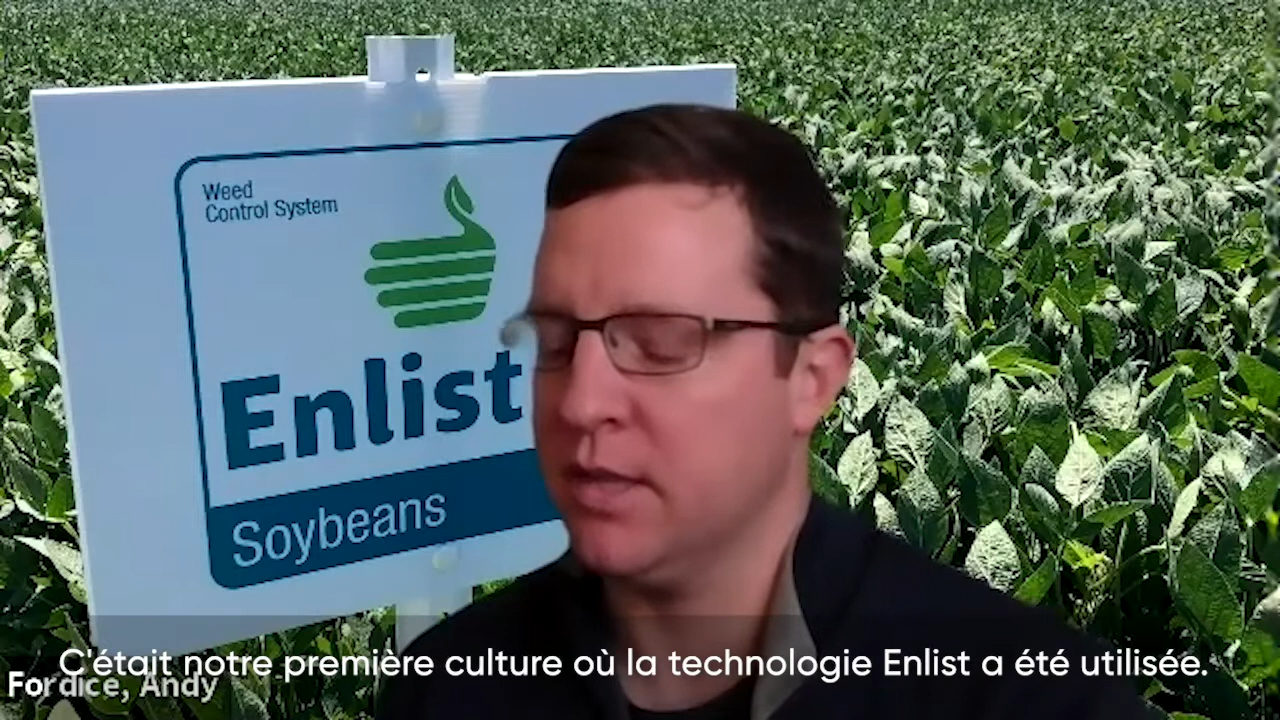 Weed
Control System
Enlist
Soybeans
C'était notre première culture où la technologie Enlist a été utilisée.
Fordice, Andy